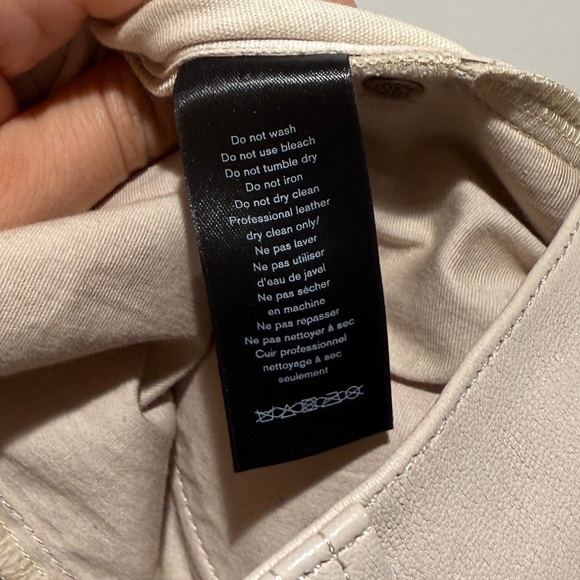 Do not wash
Do not use bleach
Do not tumble dry
Do not iron
Do not dry clean
Professional leather
dry clean only/
Ne pas laver
Ne pas utiliser
d'eau de javel
Ne pas sécher
en machine
Ne pas repasser
Ne pas nettoyer à sec
Cuir professionnel
nettoyage à sec
seulement